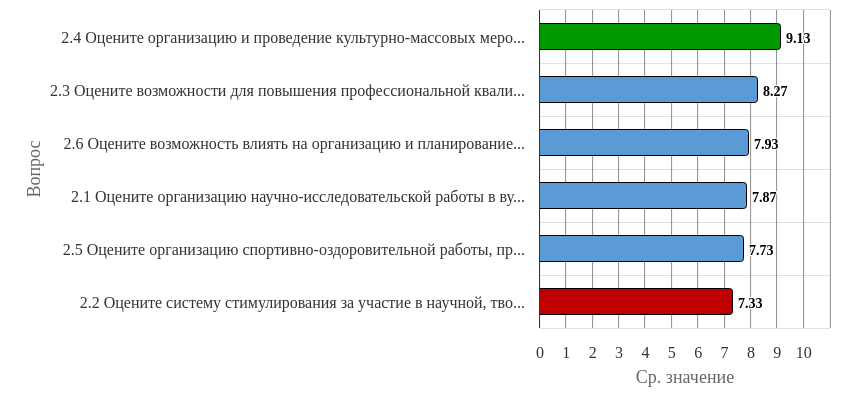 2.4 Оцените организацию и проведение культурно-массовых меро... 9.13
2.3 Оцените возможности для повышения профессиональной квали... 8.27
2.6 Оцените возможность влиять на организацию и планирование... 7.93
2.1 Оцените организацию научно-исследовательской работы в ву... 7.87
2.5 Оцените организацию спортивно-оздоровительной работы, пр... 7.73
2.2 Оцените систему стимулирования за участие в научной, тво... 7.33
Вопрос
0 1 2 3 4 5 6 7 8 9 10
Ср. значение